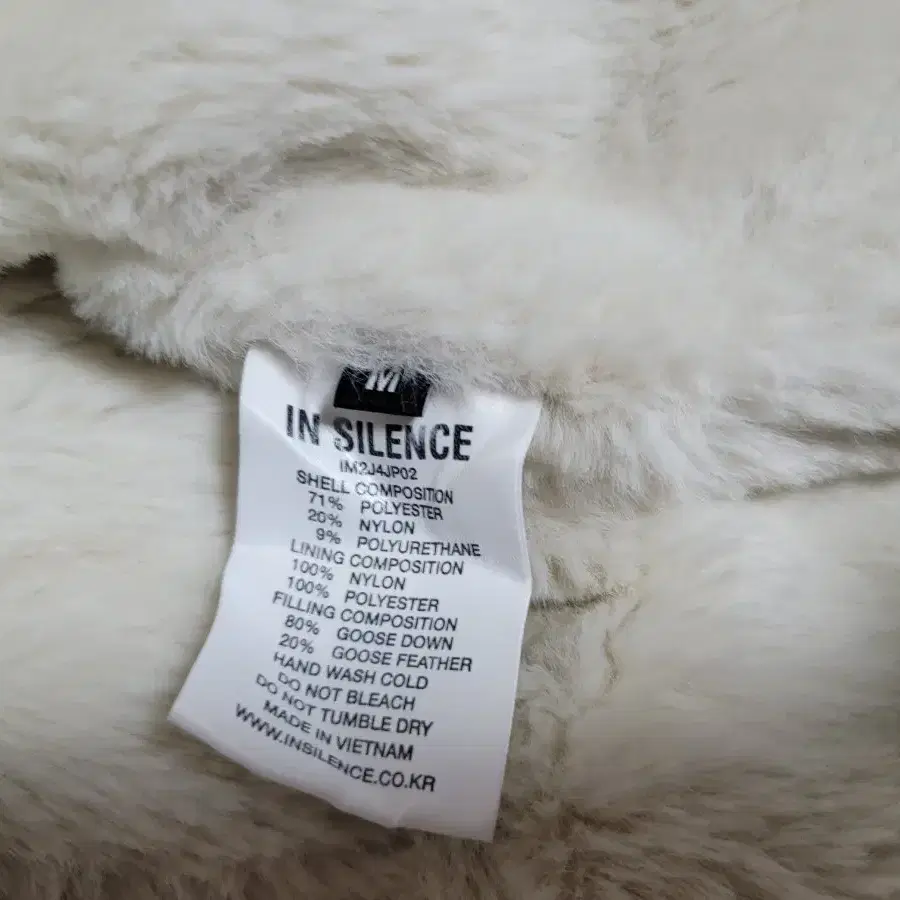 M
IN SILENCE
IM2J4JP02
SHELL COMPOSITION
71% POLYESTER
20% NYLON
9% POLYURETHANE
LINING COMPOSITION
100% NYLON
100% POLYESTER
FILLING COMPOSITION
80% GOOSE DOWN
20% GOOSE FEATHER
HAND WASH COLD
DO NOT BLEACH
DO NOT TUMBLE DRY
MADE IN VIETNAM
WWW.INSILENCE.CO.KR